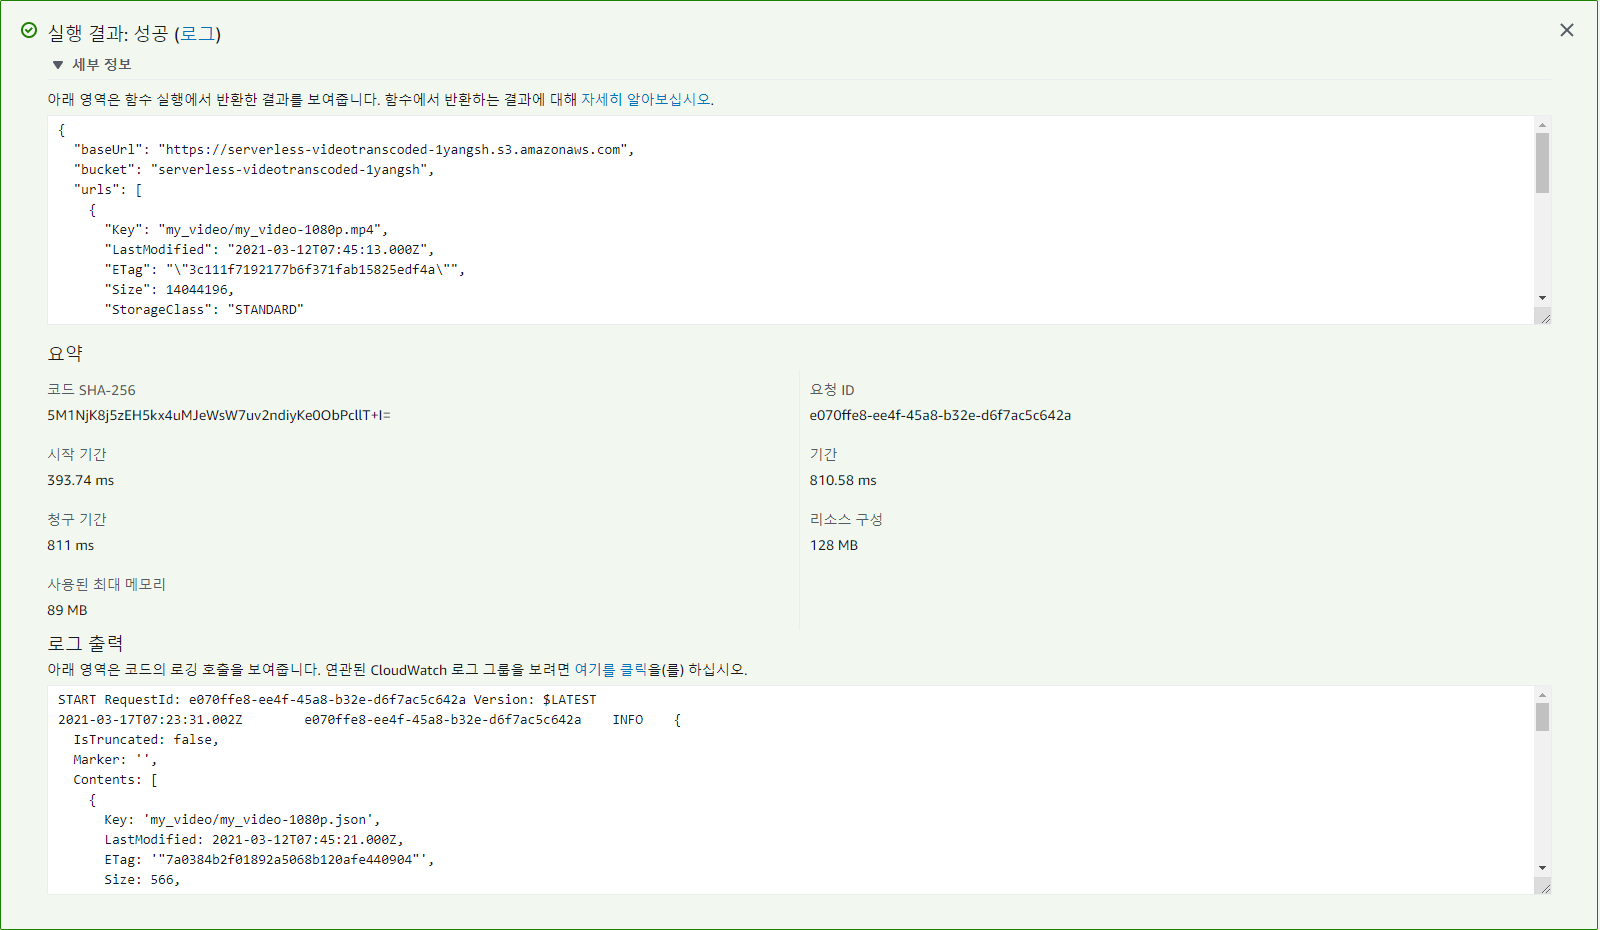 실행 결과: 성공 (로그)
▼ 세부 정보
아래 영역은 함수 실행에서 반환한 결과를 보여줍니다. 함수에서 반환하는 결과에 대해 자세히 알아보십시오.
{
  "baseUrl": "https://serverless-videotranscoded-1yangsh.s3.amazonaws.com",
  "bucket": "serverless-videotranscoded-1yangsh",
  "urls": [
    {
      "Key": "my_video/my_video-1080p.mp4",
      "LastModified": "2021-03-12T07:45:13.000Z",
      "ETag": "\"3c111f7192177b6f371fab15825edf4a\"",
      "Size": 14044196,
      "StorageClass": "STANDARD"
요약
코드 SHA-256
5M1NjK8j5zEH5kx4uMJeWsW7uv2ndiyKe0ObPcllT+I=
요청 ID
e070ffe8-ee4f-45a8-b32e-d6f7ac5c642a
시작 기간
393.74 ms
기간
810.58 ms
청구 기간
811 ms
리소스 구성
128 MB
사용된 최대 메모리
89 MB
로그 출력
아래 영역은 코드의 로깅 호출을 보여줍니다. 연관된 CloudWatch 로그 그룹을 보려면 여기를 클릭을(를) 하십시오.
START RequestId: e070ffe8-ee4f-45a8-b32e-d6f7ac5c642a Version: $LATEST
2021-03-17T07:23:31.002Z	e070ffe8-ee4f-45a8-b32e-d6f7ac5c642a	INFO	{
  IsTruncated: false,
  Marker: '',
  Contents: [
    {
      Key: 'my_video/my_video-1080p.json',
      LastModified: 2021-03-12T07:45:21.000Z,
      ETag: '"7a0384b2f01892a5068b120afe440904"',
      Size: 566,